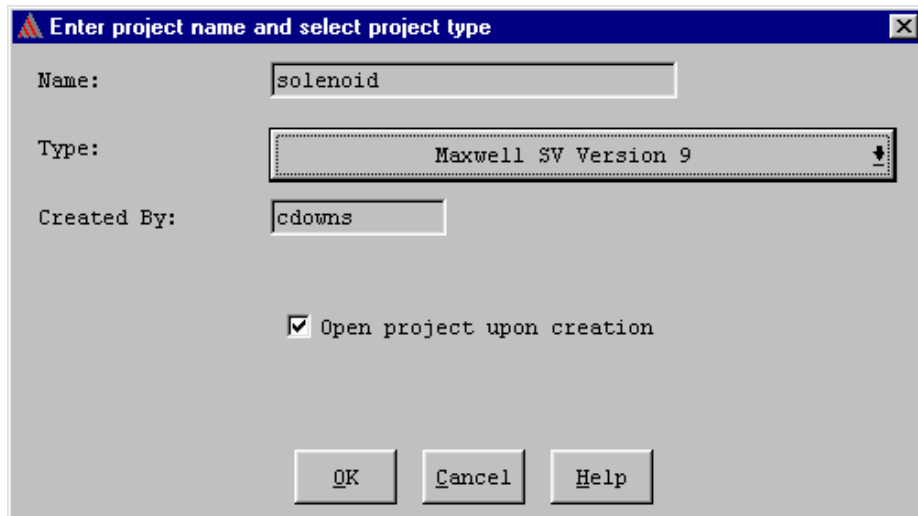 Enter project name and select project type
Name: solenoid
Type: Maxwell SV Version 9
Created By: cdowns
Open project upon creation
OK Cancel Help